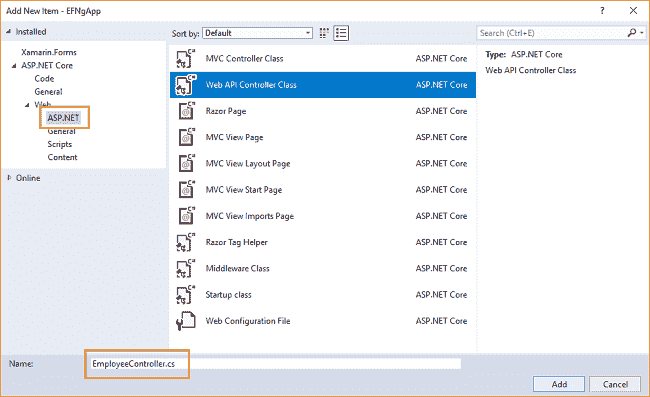 Add New Item - EFNgApp
Installed
Sort by: Default
Search (Ctrl+E)
Xamarin.Forms
ASP.NET Core
Code
General
Web
ASP.NET
General
Scripts
Content
Online
MVC Controller Class ASP.NET Core
Web API Controller Class ASP.NET Core
Razor Page ASP.NET Core
MVC View Page ASP.NET Core
MVC View Layout Page ASP.NET Core
MVC View Start Page ASP.NET Core
MVC View Imports Page ASP.NET Core
Razor Tag Helper ASP.NET Core
Middleware Class ASP.NET Core
Startup class ASP.NET Core
Web Configuration File ASP.NET Core
Type: ASP.NET Core
Web API Controller Class
Name: EmployeeController.cs
Add Cancel